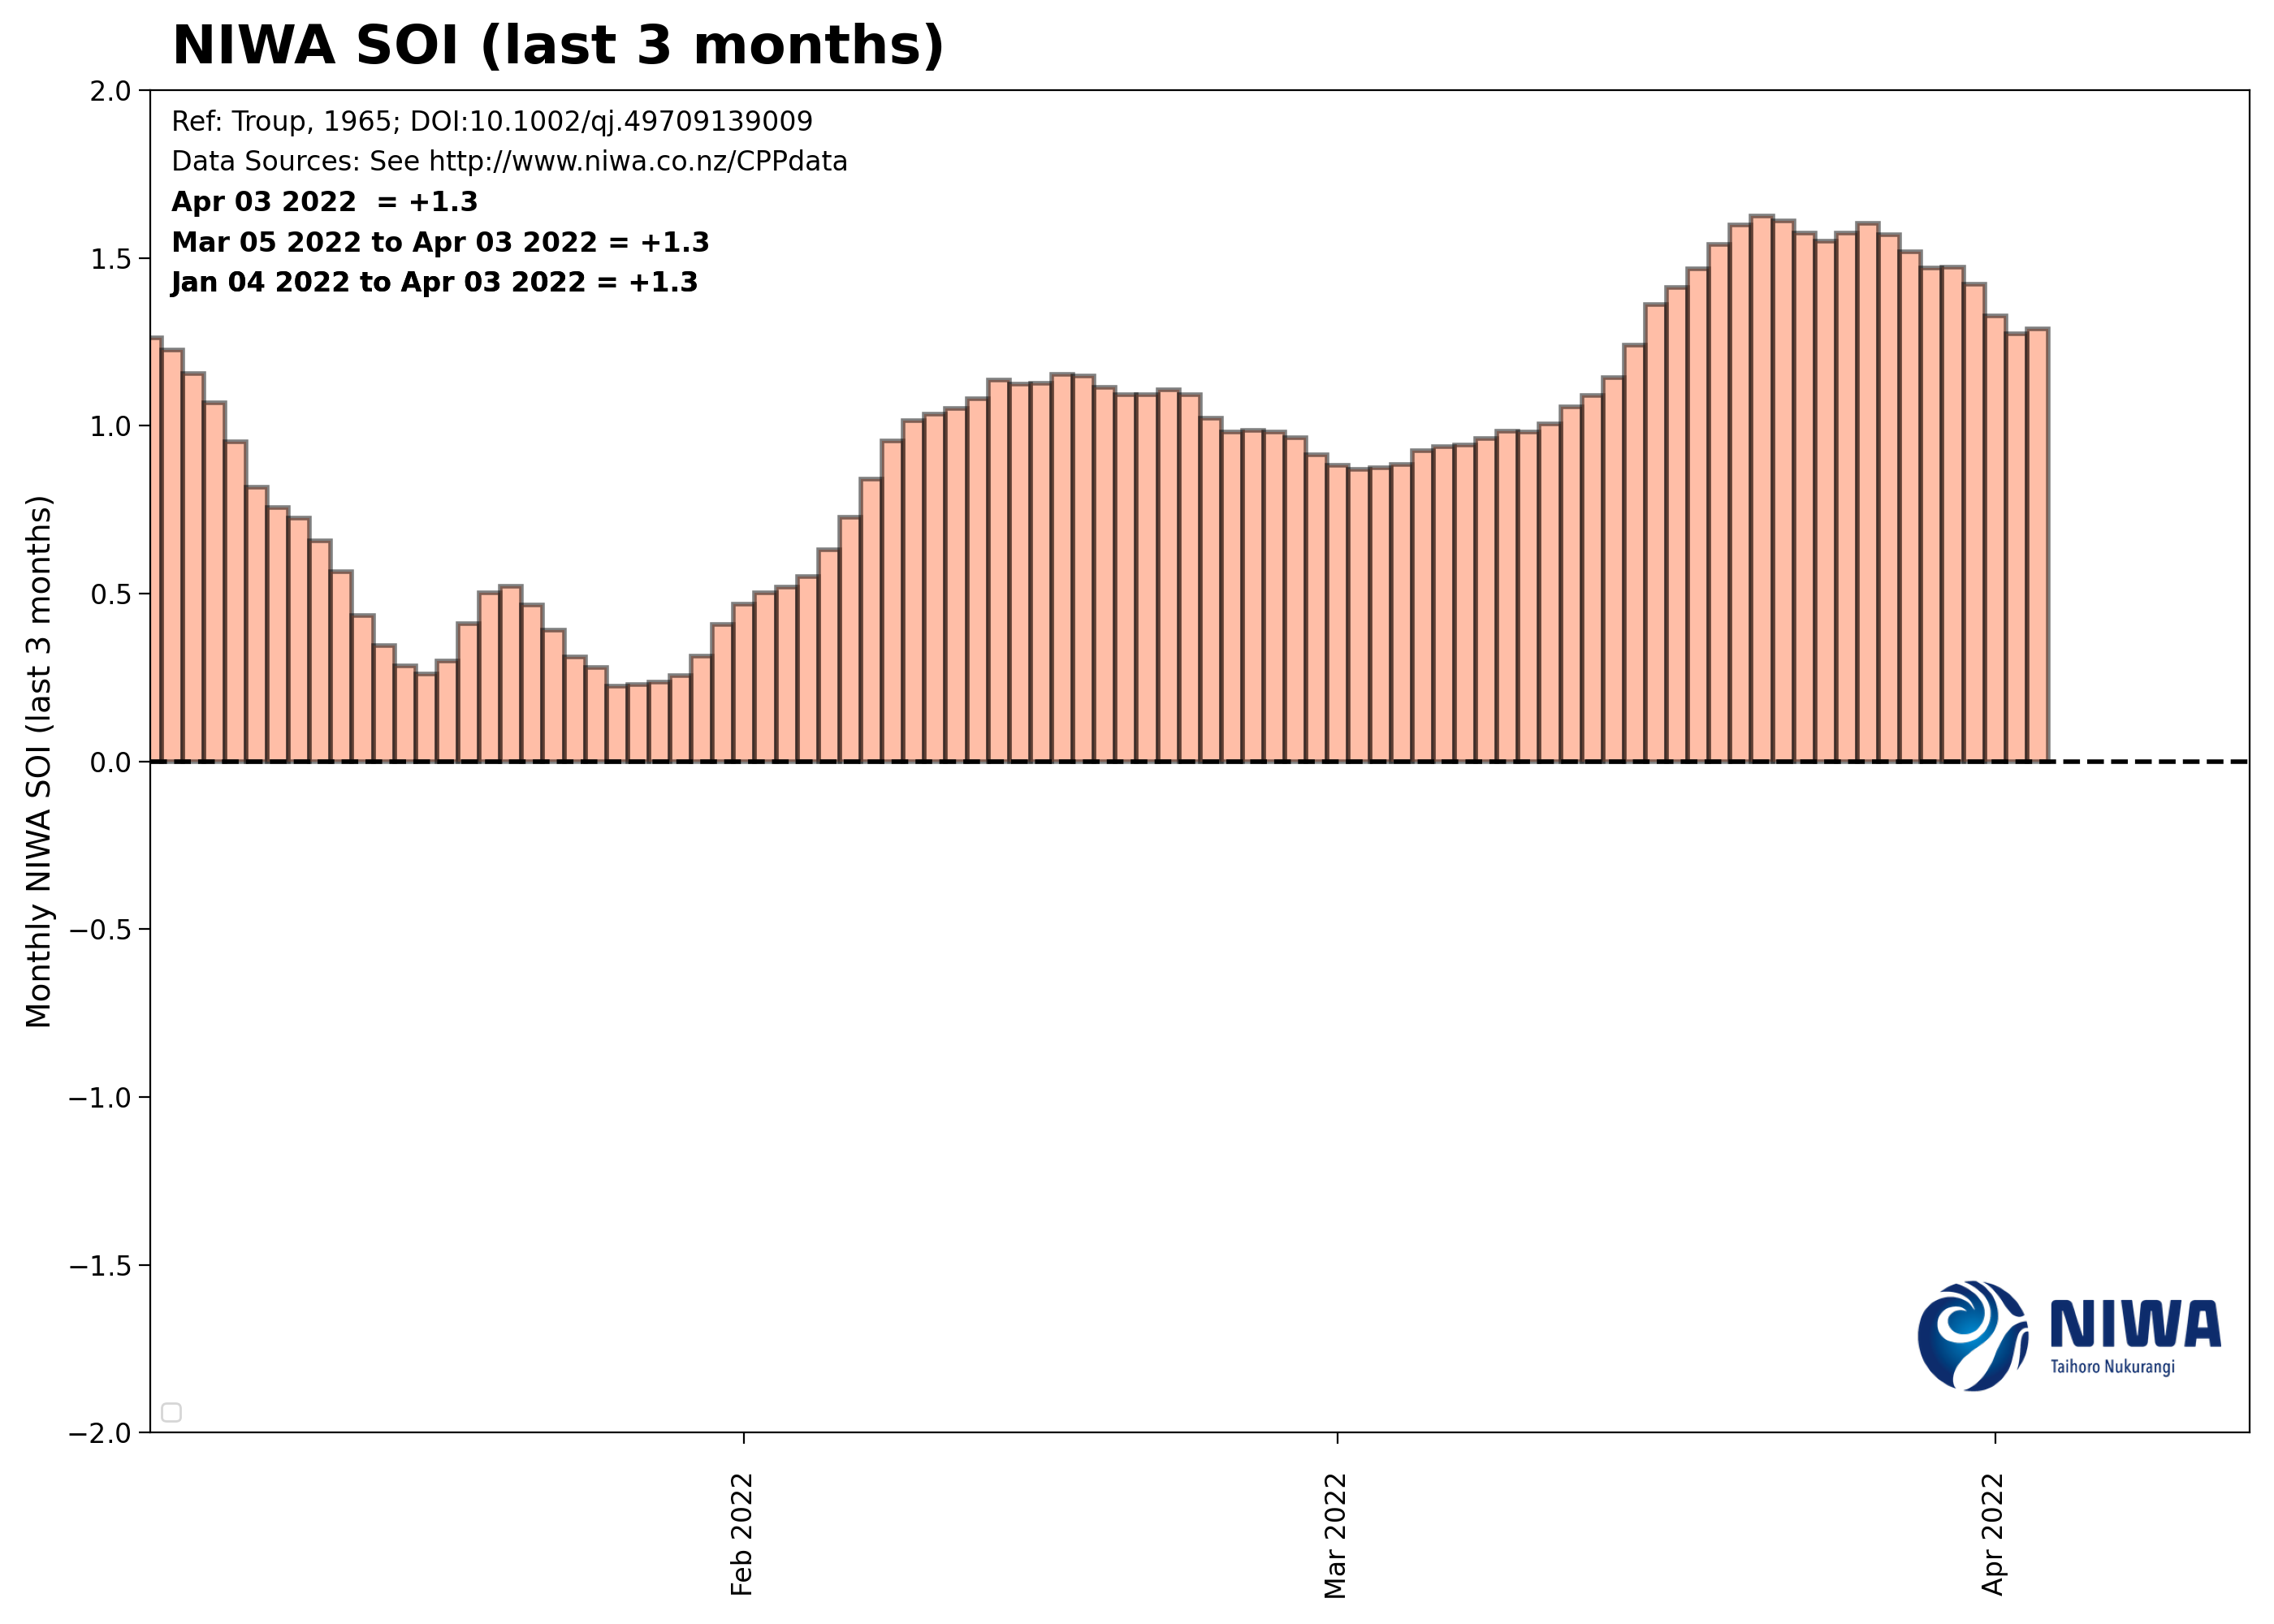 NIWA SOI (last 3 months)
2.0
Ref: Troup, 1965; DOI:10.1002/qj.49709139009
Data Sources: See http://www.niwa.co.nz/CPPdata
Apr 03 2022  = +1.3
Mar 05 2022 to Apr 03 2022 = +1.3
Jan 04 2022 to Apr 03 2022 = +1.3
1.5
1.0
0.5
0.0
−0.5
−1.0
−1.5
−2.0
Monthly NIWA SOI (last 3 months)
NIWA
Taihoro Nukurangi
Feb 2022
Mar 2022
Apr 2022